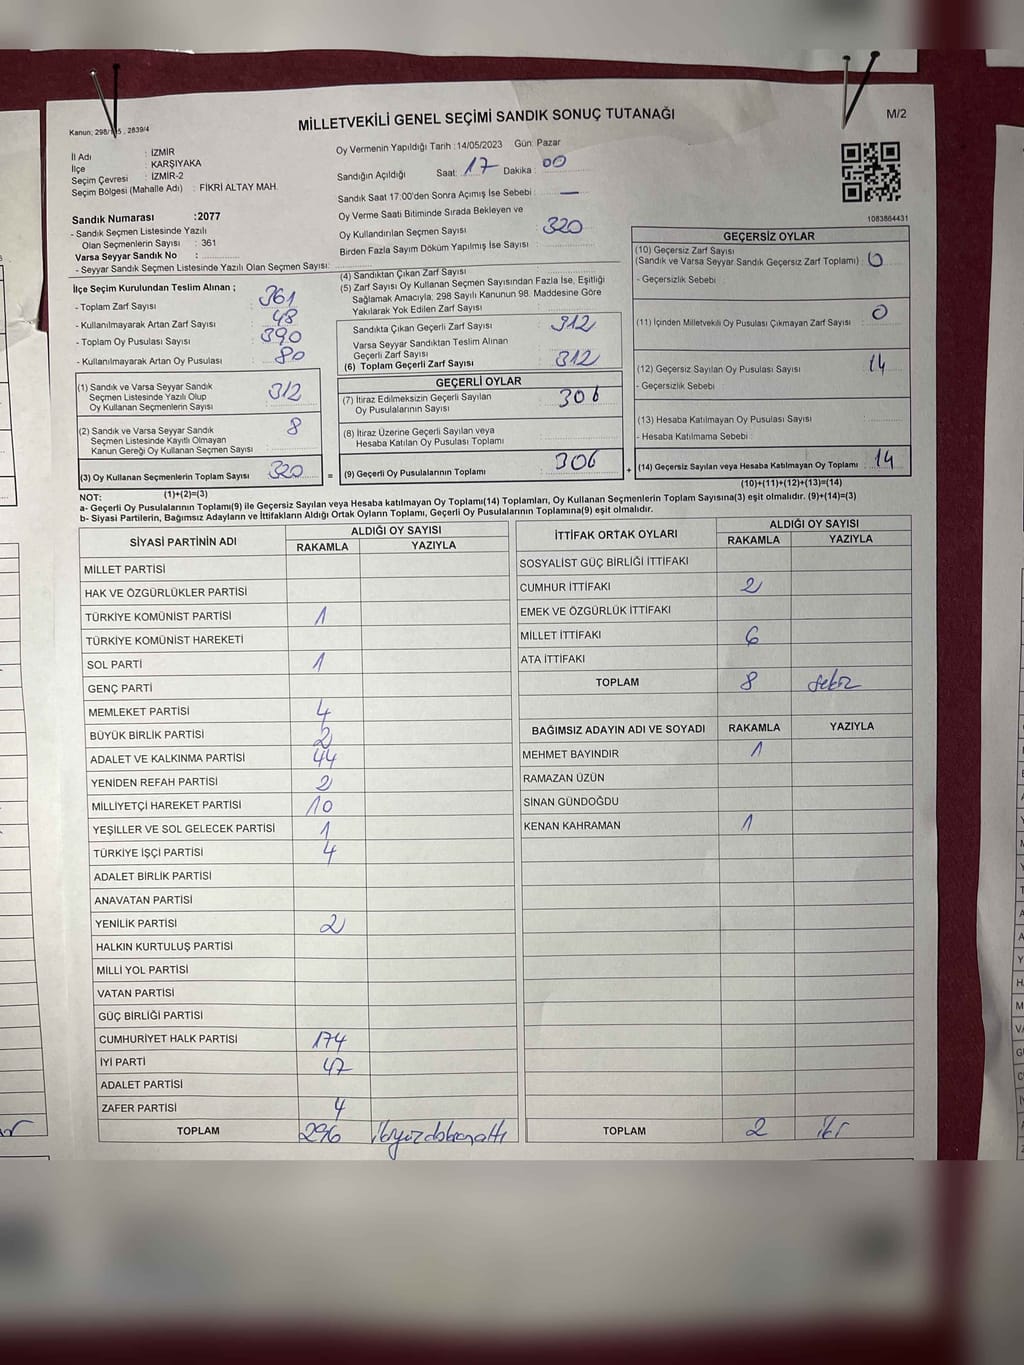 Kanun; 298/105 , 2839/4
MİLLETVEKİLİ GENEL SEÇİMİ SANDIK SONUÇ TUTANAĞI
M/2
İl Adı : İZMİR
İlçe : KARŞIYAKA
Seçim Çevresi : İZMİR-2
Seçim Bölgesi (Mahalle Adı) : FİKRİ ALTAY MAH.
Oy Vermenin Yapıldığı Tarih : 14/05/2023 Gün: Pazar
Sandığın Açıldığı Saat: 17 Dakika : 00
Sandık Saat 17:00'den Sonra Açımış İse Sebebi : —
Oy Verme Saati Bitiminde Sırada Bekleyen ve
Oy Kullandırılan Seçmen Sayısı : 320
Birden Fazla Sayım Döküm Yapılmış İse Sayısı :
1083864431
Sandık Numarası :2077
- Sandık Seçmen Listesinde Yazılı
Olan Seçmenlerin Sayısı : 361
Varsa Seyyar Sandık No :
- Seyyar Sandık Seçmen Listesinde Yazılı Olan Seçmen Sayısı:
İlçe Seçim Kurulundan Teslim Alınan ;
- Toplam Zarf Sayısı : 361
- Kullanılmayarak Artan Zarf Sayısı : 48
- Toplam Oy Pusulası Sayısı : 390
- Kullanılmayarak Artan Oy Pusulası : 80
(1) Sandık ve Varsa Seyyar Sandık
Seçmen Listesinde Yazılı Olup
Oy Kullanan Seçmenlerin Sayısı : 312
(2) Sandık ve Varsa Seyyar Sandık
Seçmen Listesinde Kayıtlı Olmayan
Kanun Gereği Oy Kullanan Seçmen Sayısı : 8
(3) Oy Kullanan Seçmenlerin Toplam Sayısı : 320
(1)+(2)=(3)
(4) Sandıktan Çıkan Zarf Sayısı :
(5) Zarf Sayısı Oy Kullanan Seçmen Sayısından Fazla İse, Eşitliği
Sağlamak Amacıyla, 298 Sayılı Kanunun 98. Maddesine Göre
Yakılarak Yok Edilen Zarf Sayısı :
Sandıkta Çıkan Geçerli Zarf Sayısı : 312
Varsa Seyyar Sandıktan Teslim Alınan
Geçerli Zarf Sayısı :
(6) Toplam Geçerli Zarf Sayısı : 312
GEÇERLİ OYLAR
(7) İtiraz Edilmeksizin Geçerli Sayılan
Oy Pusulalarının Sayısı : 306
(8) İtiraz Üzerine Geçerli Sayılan veya
Hesaba Katılan Oy Pusulası Toplamı :
= (9) Geçerli Oy Pusulalarının Toplamı : 306
GEÇERSİZ OYLAR
(10) Geçersiz Zarf Sayısı
(Sandık ve Varsa Seyyar Sandık Geçersiz Zarf Toplamı) : 0
- Geçersizlik Sebebi :
(11) İçinden Milletvekili Oy Pusulası Çıkmayan Zarf Sayısı : 0
(12) Geçersiz Sayılan Oy Pusulası Sayısı : 14
- Geçersizlik Sebebi :
(13) Hesaba Katılmayan Oy Pusulası Sayısı :
- Hesaba Katılmama Sebebi :
+ (14) Geçersiz Sayılan veya Hesaba Katılmayan Oy Toplamı : 14
(10)+(11)+(12)+(13)=(14)
NOT:
a- Geçerli Oy Pusulalarının Toplamı(9) ile Geçersiz Sayılan veya Hesaba katılmayan Oy Toplamı(14) Toplamları, Oy Kullanan Seçmenlerin Toplam Sayısına(3) eşit olmalıdır. (9)+(14)=(3)
b- Siyasi Partilerin, Bağımsız Adayların ve İttifakların Aldığı Ortak Oyların Toplamı, Geçerli Oy Pusulalarının Toplamına(9) eşit olmalıdır.
SİYASİ PARTİNİN ADI
ALDIĞI OY SAYISI
RAKAMLA YAZIYLA
MİLLET PARTİSİ
HAK VE ÖZGÜRLÜKLER PARTİSİ
TÜRKİYE KOMÜNİST PARTİSİ 1
TÜRKİYE KOMÜNİST HAREKETİ
SOL PARTİ 1
GENÇ PARTİ
MEMLEKET PARTİSİ 4
BÜYÜK BİRLİK PARTİSİ 2
ADALET VE KALKINMA PARTİSİ 44
YENİDEN REFAH PARTİSİ 2
MİLLİYETÇİ HAREKET PARTİSİ 10
YEŞİLLER VE SOL GELECEK PARTİSİ 1
TÜRKİYE İŞÇİ PARTİSİ 4
ADALET BİRLİK PARTİSİ
ANAVATAN PARTİSİ
YENİLİK PARTİSİ 2
HALKIN KURTULUŞ PARTİSİ
MİLLİ YOL PARTİSİ
VATAN PARTİSİ
GÜÇ BİRLİĞİ PARTİSİ
CUMHURİYET HALK PARTİSİ 174
İYİ PARTİ 47
ADALET PARTİSİ
ZAFER PARTİSİ 4
TOPLAM 296 ikiyüzdoksanaltı
İTTİFAK ORTAK OYLARI
ALDIĞI OY SAYISI
RAKAMLA YAZIYLA
SOSYALİST GÜÇ BİRLİĞİ İTTİFAKI
CUMHUR İTTİFAKI 2
EMEK VE ÖZGÜRLÜK İTTİFAKI
MİLLET İTTİFAKI 6
ATA İTTİFAKI
TOPLAM 8 sekiz
BAĞIMSIZ ADAYIN ADI VE SOYADI RAKAMLA YAZIYLA
MEHMET BAYINDIR 1
RAMAZAN ÜZÜN
SİNAN GÜNDOĞDU
KENAN KAHRAMAN 1
TOPLAM 2 iki